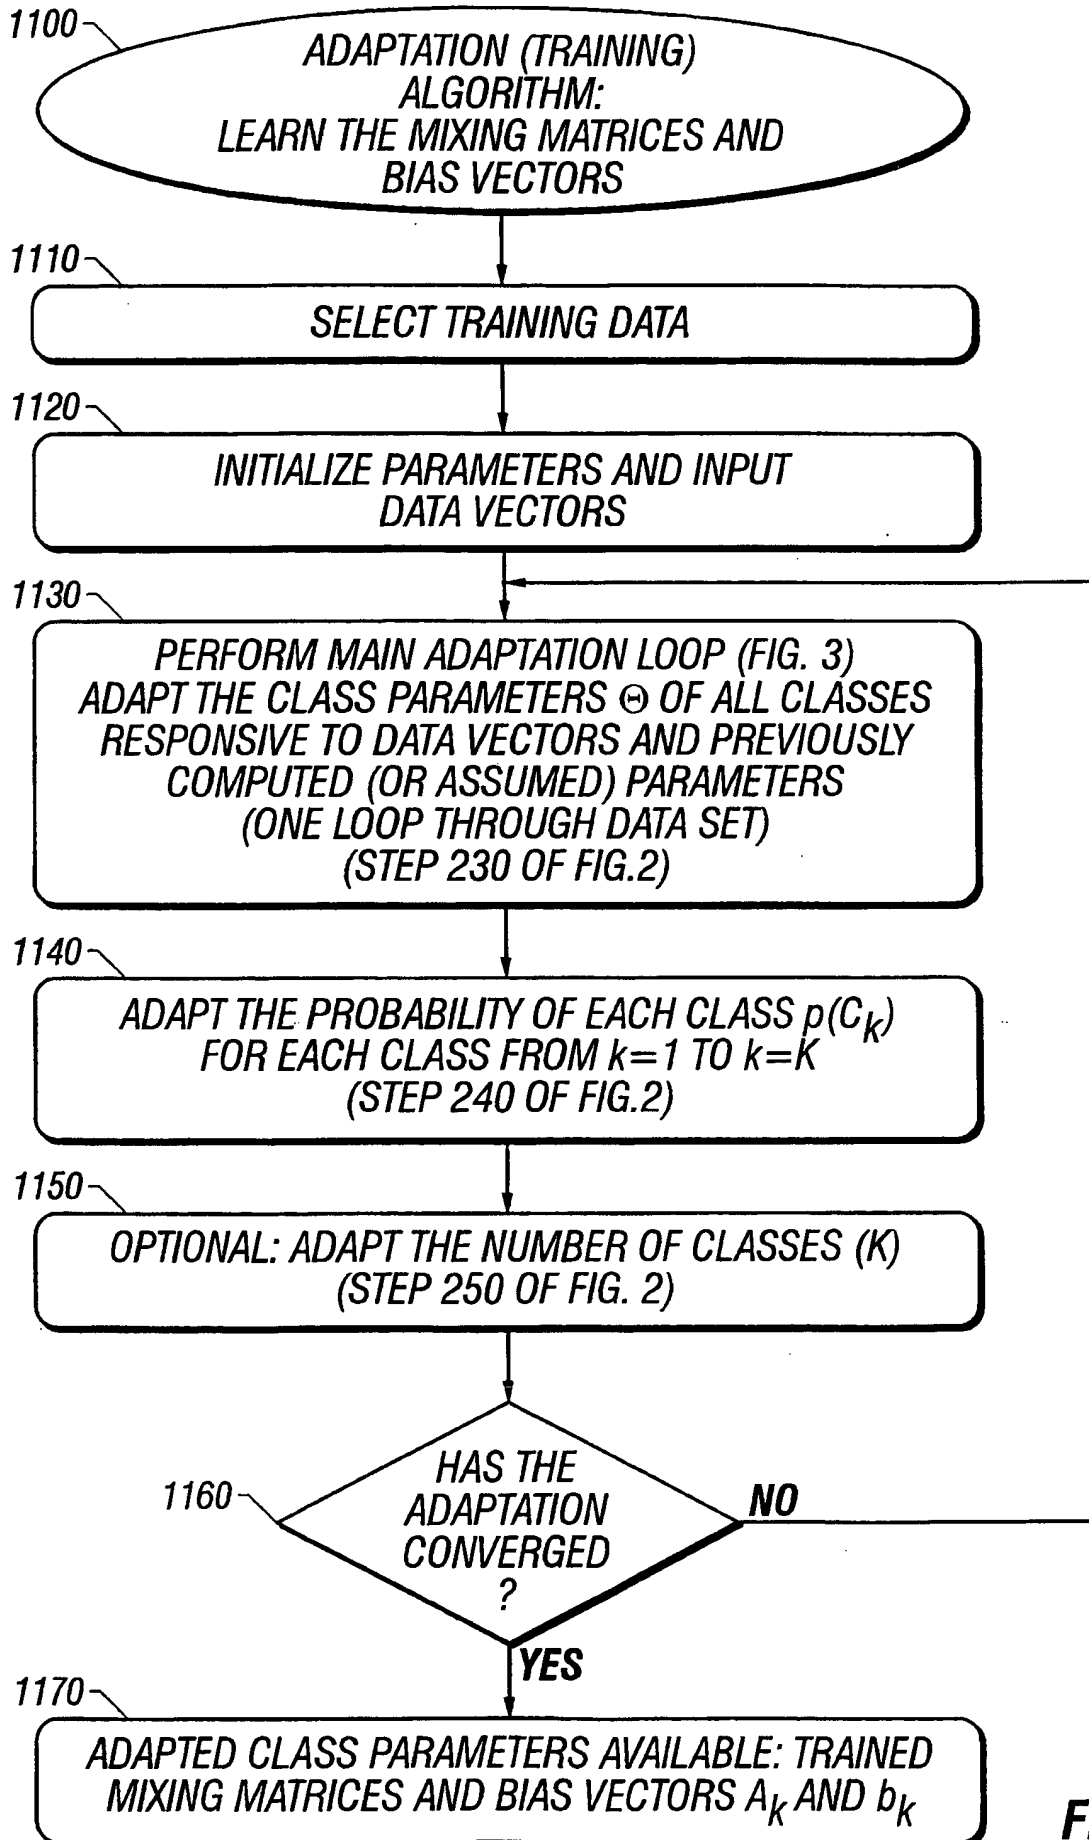 1100
ADAPTATION (TRAINING)
ALGORITHM:
LEARN THE MIXING MATRICES AND
BIAS VECTORS
1110
SELECT TRAINING DATA
1120
INITIALIZE PARAMETERS AND INPUT
DATA VECTORS
1130
PERFORM MAIN ADAPTATION LOOP (FIG. 3)
ADAPT THE CLASS PARAMETERS Θ OF ALL CLASSES
RESPONSIVE TO DATA VECTORS AND PREVIOUSLY
COMPUTED (OR ASSUMED) PARAMETERS
(ONE LOOP THROUGH DATA SET)
(STEP 230 OF FIG.2)
1140
ADAPT THE PROBABILITY OF EACH CLASS p(Ck)
FOR EACH CLASS FROM k=1 TO k=K
(STEP 240 OF FIG.2)
1150
OPTIONAL: ADAPT THE NUMBER OF CLASSES (K)
(STEP 250 OF FIG. 2)
1160
HAS THE
ADAPTATION
CONVERGED
?
NO
YES
1170
ADAPTED CLASS PARAMETERS AVAILABLE: TRAINED
MIXING MATRICES AND BIAS VECTORS Ak AND bk